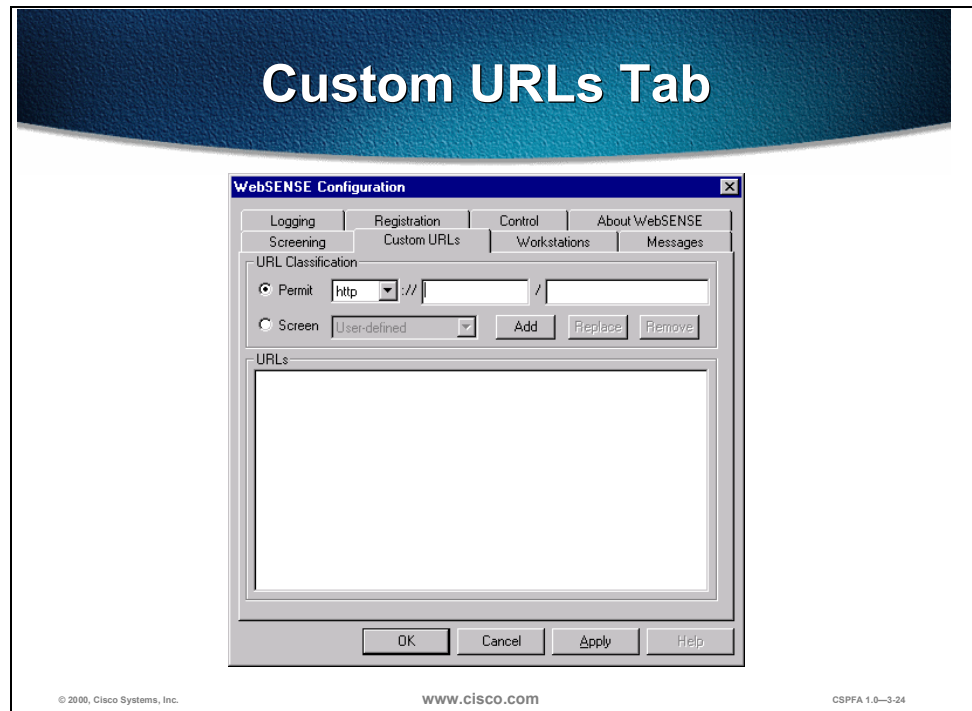 Custom URLs Tab
WebSENSE Configuration
Logging Registration Control About WebSENSE
Screening Custom URLs Workstations Messages
URL Classification
Permit http :// /
Screen User-defined Add Replace Remove
URLs
OK Cancel Apply Help
© 2000, Cisco Systems, Inc. www.cisco.com CSPFA 1.0—3-24